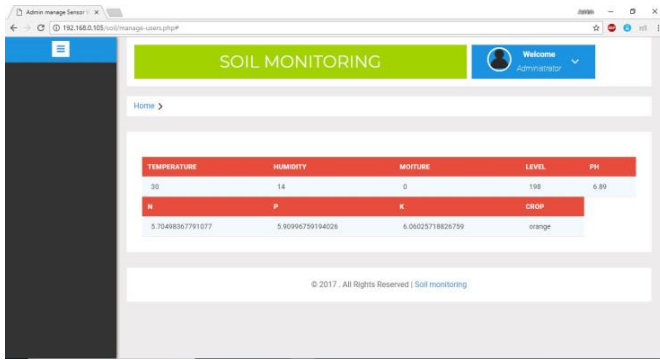 Admin manage Sensor
192.168.0.105/soil/manage-users.php#
SOIL MONITORING
Welcome
Administrator
Home >
TEMPERATURE HUMIDITY MOITURE LEVEL PH
30 14 0 198 6.89
N P K CROP
5.70498367791077 5.90996759194026 6.06025718826759 orange
© 2017 . All Rights Reserved | Soil monitoring